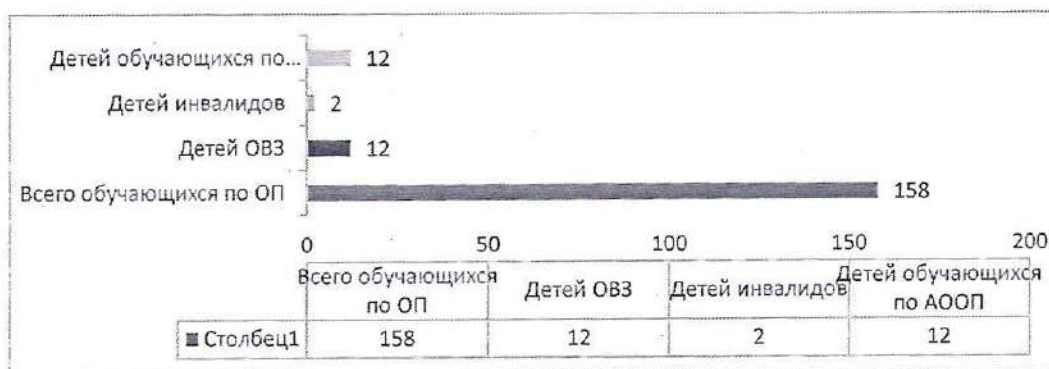 Детей обучающихся по... 12
Детей инвалидов 2
Детей ОВЗ 12
Всего обучающихся по ОП 158
0 50 100 150 200
Всего обучающихся по ОП Детей ОВЗ Детей инвалидов Детей обучающихся по АООП
Столбец1 158 12 2 12